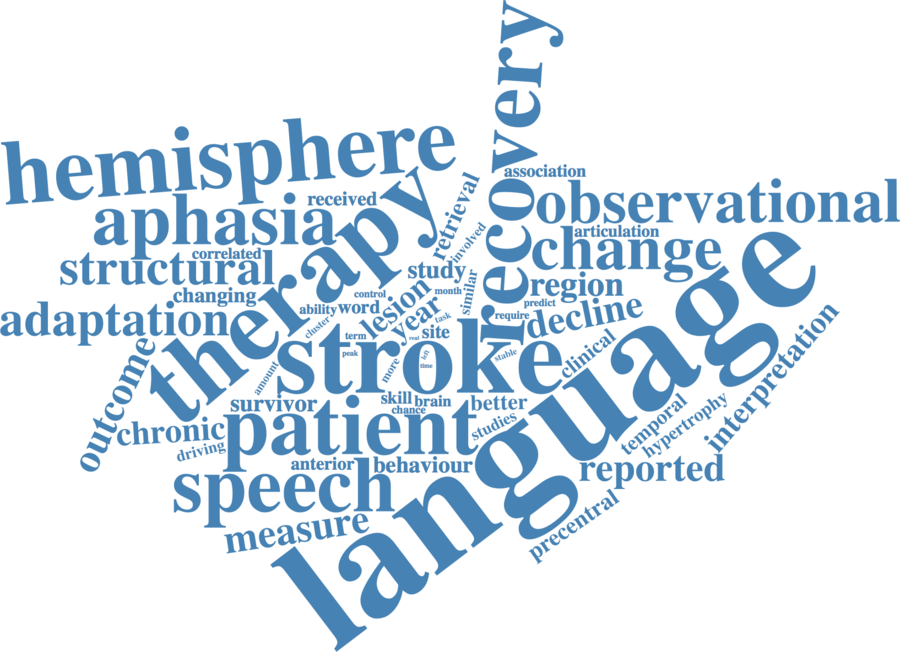 recovery
hemisphere
association
therapy
retrieval
received
observational
aphasia
involved
articulation
change
correlated
structural
study
similar
region
language
changing
control
month
lesion
predict
adaptation
ability
word
year
task
require
decline
cluster
term
real
site
interpretation
stroke
peak
more
left
time
stable
clinical
outcome
amount
survivor
skill
brain
better
chance
patient
studies
temporal
hypertrophy
chronic
driving
anterior
behaviour
reported
speech
measure
precentral